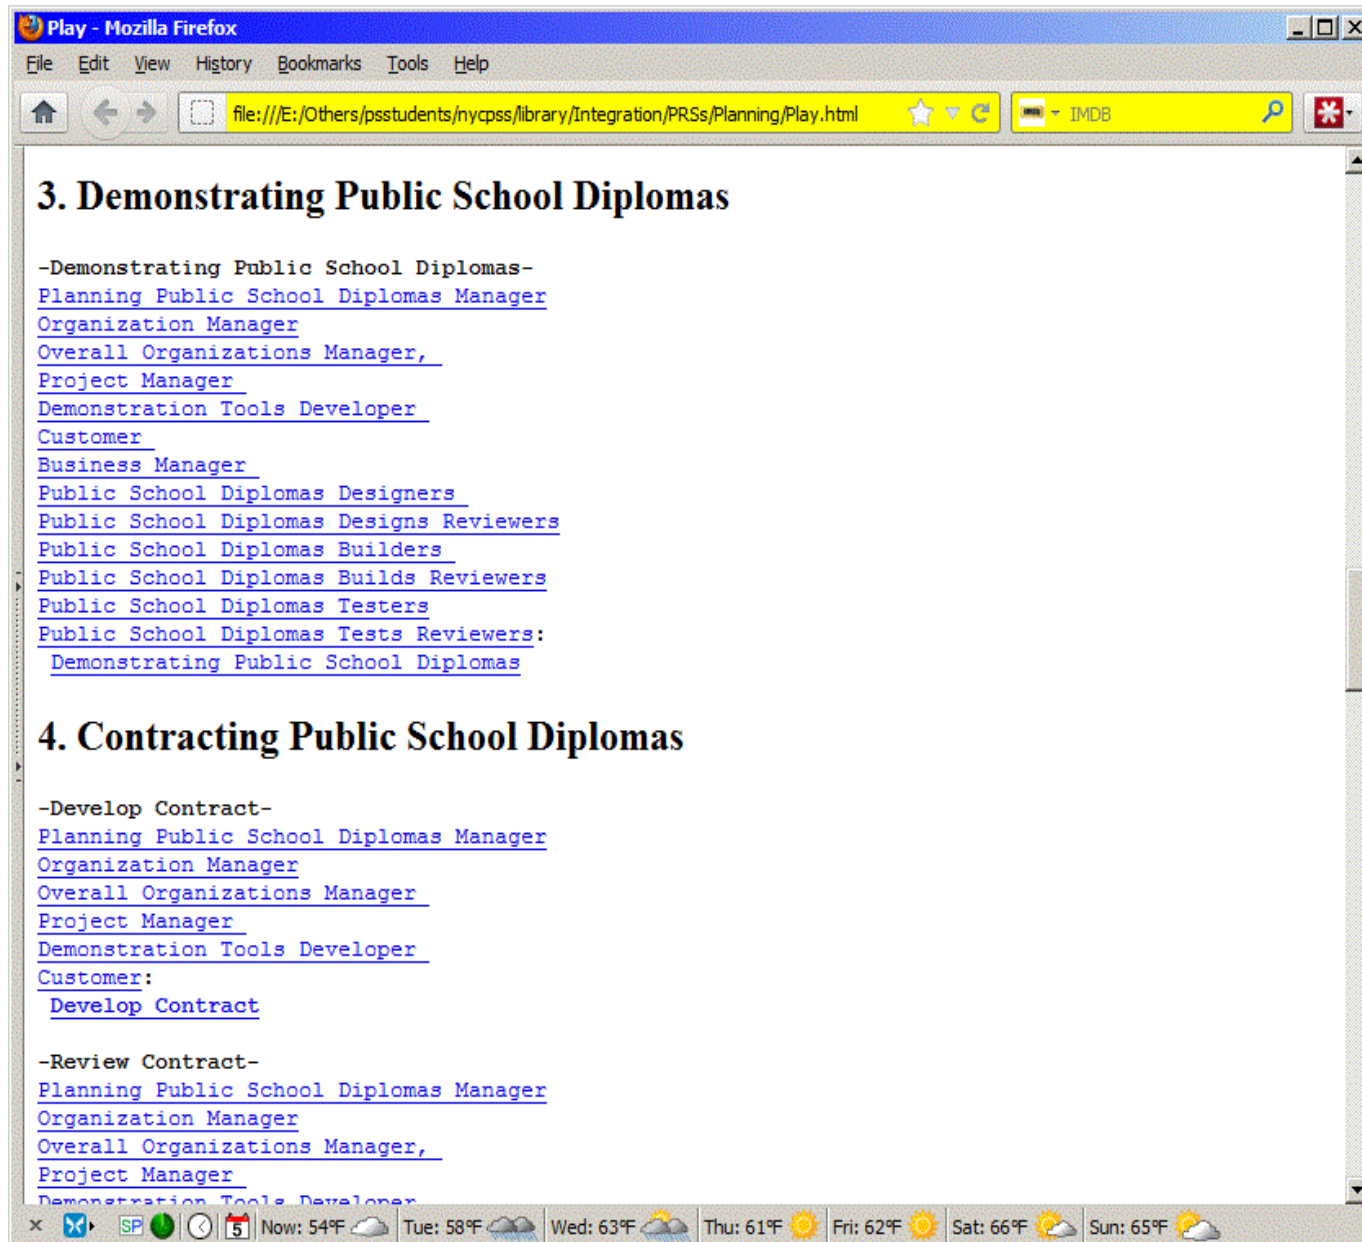 Play - Mozilla Firefox
File Edit View History Bookmarks Tools Help
file:///E:/Others/psstudents/nycpss/library/Integration/PRSs/Planning/Play.html IMDB
3. Demonstrating Public School Diplomas
-Demonstrating Public School Diplomas-
Planning Public School Diplomas Manager
Organization Manager
Overall Organizations Manager,
Project Manager
Demonstration Tools Developer
Customer
Business Manager
Public School Diplomas Designers
Public School Diplomas Designs Reviewers
Public School Diplomas Builders
Public School Diplomas Builds Reviewers
Public School Diplomas Testers
Public School Diplomas Tests Reviewers:
Demonstrating Public School Diplomas
4. Contracting Public School Diplomas
-Develop Contract-
Planning Public School Diplomas Manager
Organization Manager
Overall Organizations Manager
Project Manager
Demonstration Tools Developer
Customer:
Develop Contract
-Review Contract-
Planning Public School Diplomas Manager
Organization Manager
Overall Organizations Manager,
Project Manager
Demonstration Tools Developer
SP 5 Now: 54°F Tue: 58°F Wed: 63°F Thu: 61°F Fri: 62°F Sat: 66°F Sun: 65°F